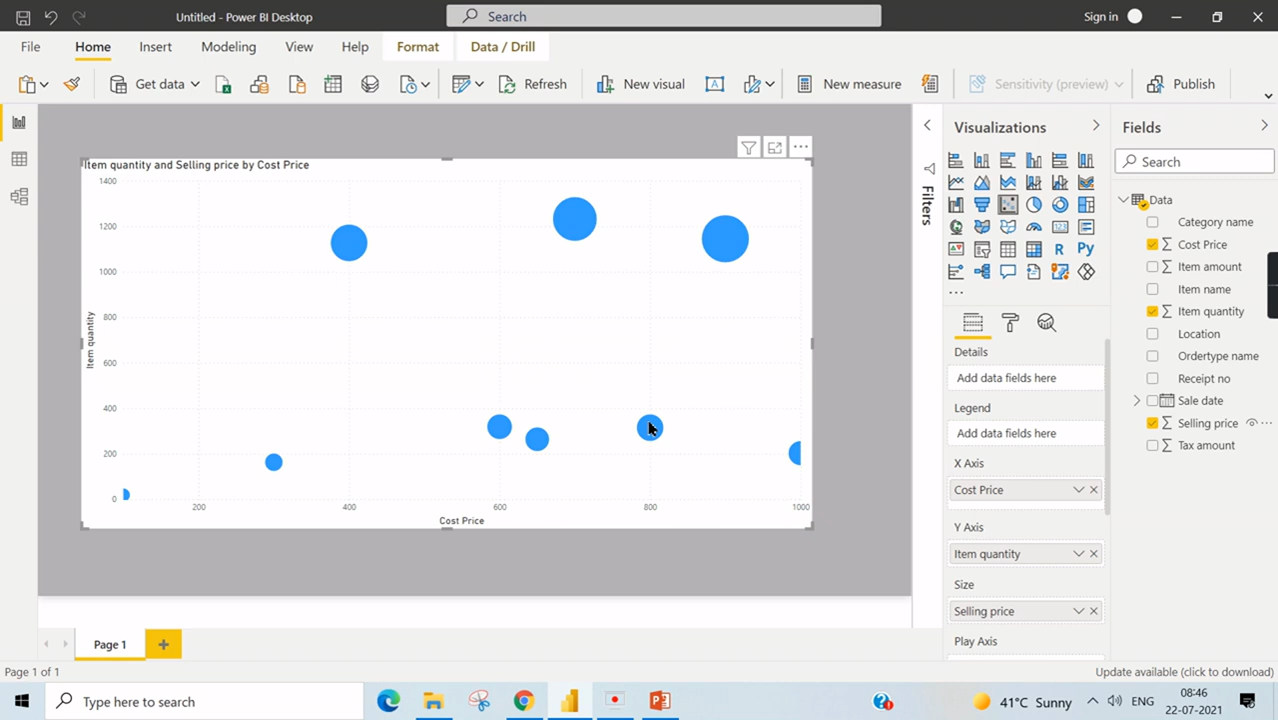 Untitled - Power BI Desktop
Search
Sign in
File
Home
Insert
Modeling
View
Help
Format
Data / Drill
Get data
Refresh
New visual
New measure
Sensitivity (preview)
Publish
Item quantity and Selling price by Cost Price
1400
1200
1000
800
600
400
200
0
Item quantity
200
400
600
800
1000
Cost Price
Filters
Visualizations
R
Py
Details
Add data fields here
Legend
Add data fields here
X Axis
Cost Price
Y Axis
Item quantity
Size
Selling price
Play Axis
Fields
Search
Data
Category name
Cost Price
Item amount
Item name
Item quantity
Location
Ordertype name
Receipt no
Sale date
Selling price
Tax amount
Page 1
Page 1 of 1
Update available (click to download)
Type here to search
41°C Sunny
ENG
08:46
22-07-2021